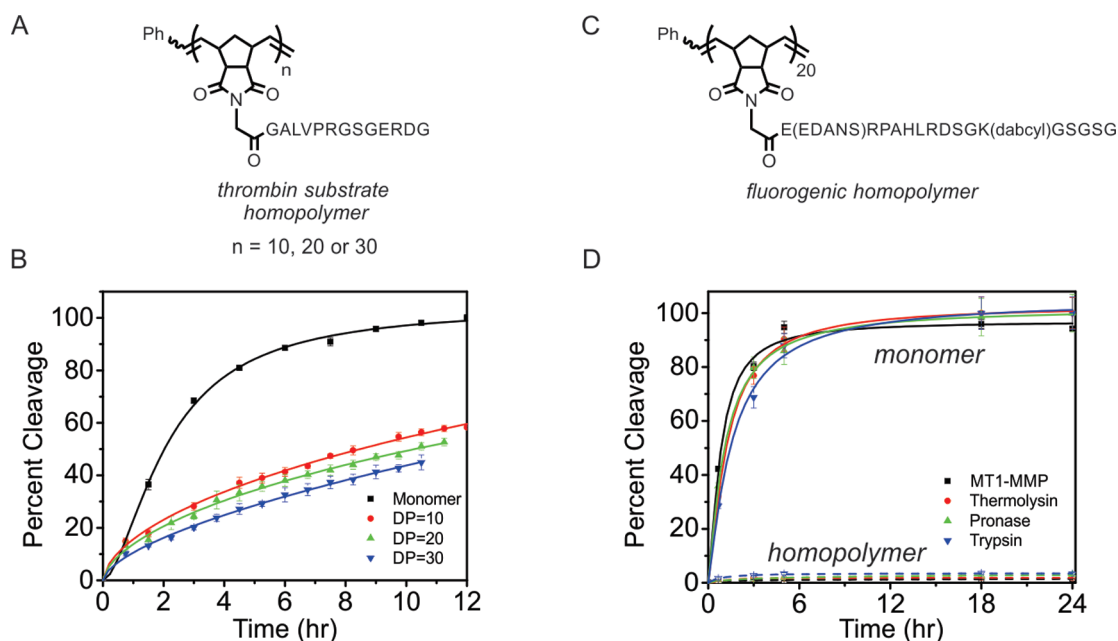 A
Ph
n
O
O
N
O
GALVPRGSGERDG
thrombin substrate
homopolymer
n = 10, 20 or 30
C
Ph
20
O
O
N
O
E(EDANS)RPAHLRDSGK(dabcyl)GSGSG
fluorogenic homopolymer
B
Percent Cleavage
100
80
60
40
20
0
0 2 4 6 8 10 12
Time (hr)
Monomer
DP=10
DP=20
DP=30
D
Percent Cleavage
100
80
60
40
20
0
0 6 12 18 24
Time (hr)
monomer
MT1-MMP
Thermolysin
Pronase
Trypsin
homopolymer